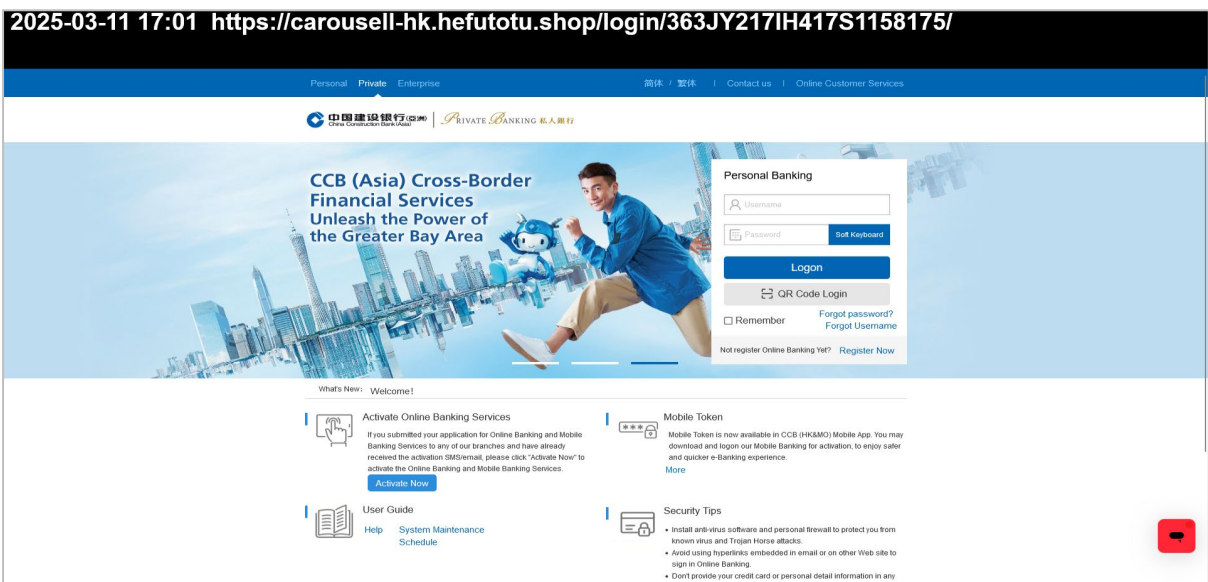 2025-03-11 17:01 https://carousell-hk.hefutotu.shop/login/363JY217IH417S1158175/
Personal Private Enterprise
简体 / 繁体 | Contact us | Online Customer Services
中国建设银行(亞洲)
China Construction Bank (Asia)
PRIVATE BANKING 私人銀行
CCB (Asia) Cross-Border
Financial Services
Unleash the Power of
the Greater Bay Area
Personal Banking
Username
Password
Soft Keyboard
Logon
QR Code Login
Remember
Forgot password?
Forgot Username
Not register Online Banking Yet? Register Now
What's New: Welcome!
Activate Online Banking Services
If you submitted your application for Online Banking and Mobile
Banking Services to any of our branches and have already
received the activation SMS/email, please click "Activate Now" to
activate the Online Banking and Mobile Banking Services.
Activate Now
Mobile Token
Mobile Token is now available in CCB (HK&MO) Mobile App. You may
download and logon our Mobile Banking for activation, to enjoy safer
and quicker e-Banking experience.
More
User Guide
Help System Maintenance
Schedule
Security Tips
• Install anti-virus software and personal firewall to protect you from
known virus and Trojan Horse attacks.
• Avoid using hyperlinks embedded in email or on other Web site to
sign in Online Banking.
• Don't provide your credit card or personal detail information in any